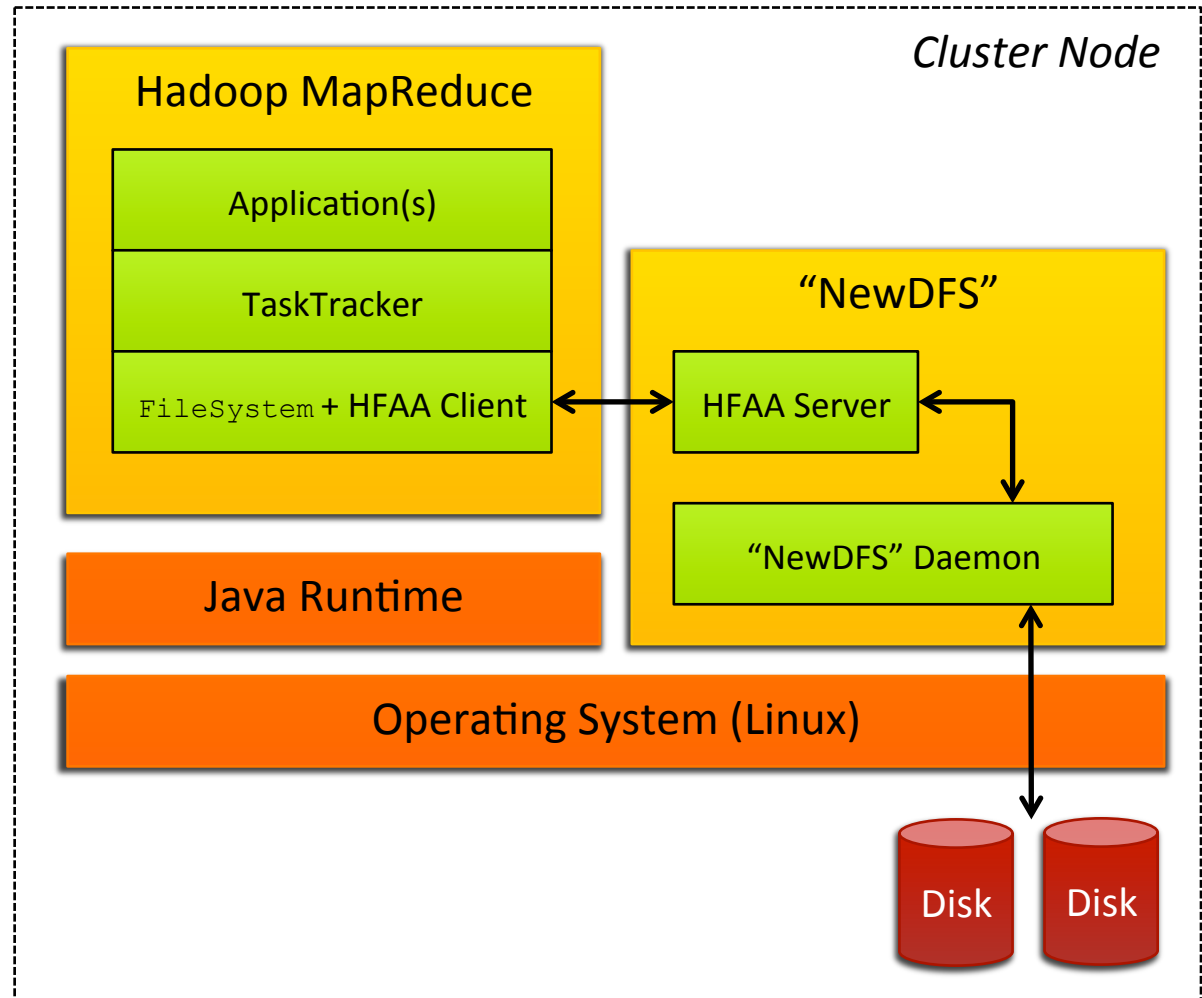 Cluster Node
Hadoop MapReduce
Application(s)
TaskTracker
FileSystem + HFAA Client
“NewDFS”
HFAA Server
“NewDFS” Daemon
Java Runtime
Operating System (Linux)
Disk
Disk